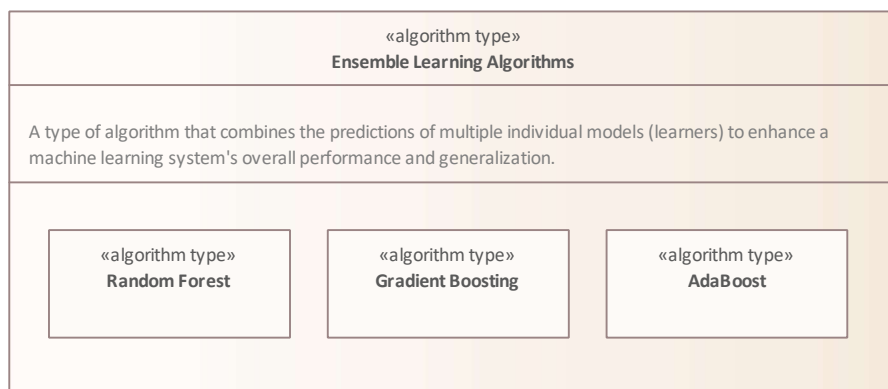 «algorithm type»
Ensemble Learning Algorithms
A type of algorithm that combines the predictions of multiple individual models (learners) to enhance a
machine learning system's overall performance and generalization.
«algorithm type»
Random Forest
«algorithm type»
Gradient Boosting
«algorithm type»
AdaBoost